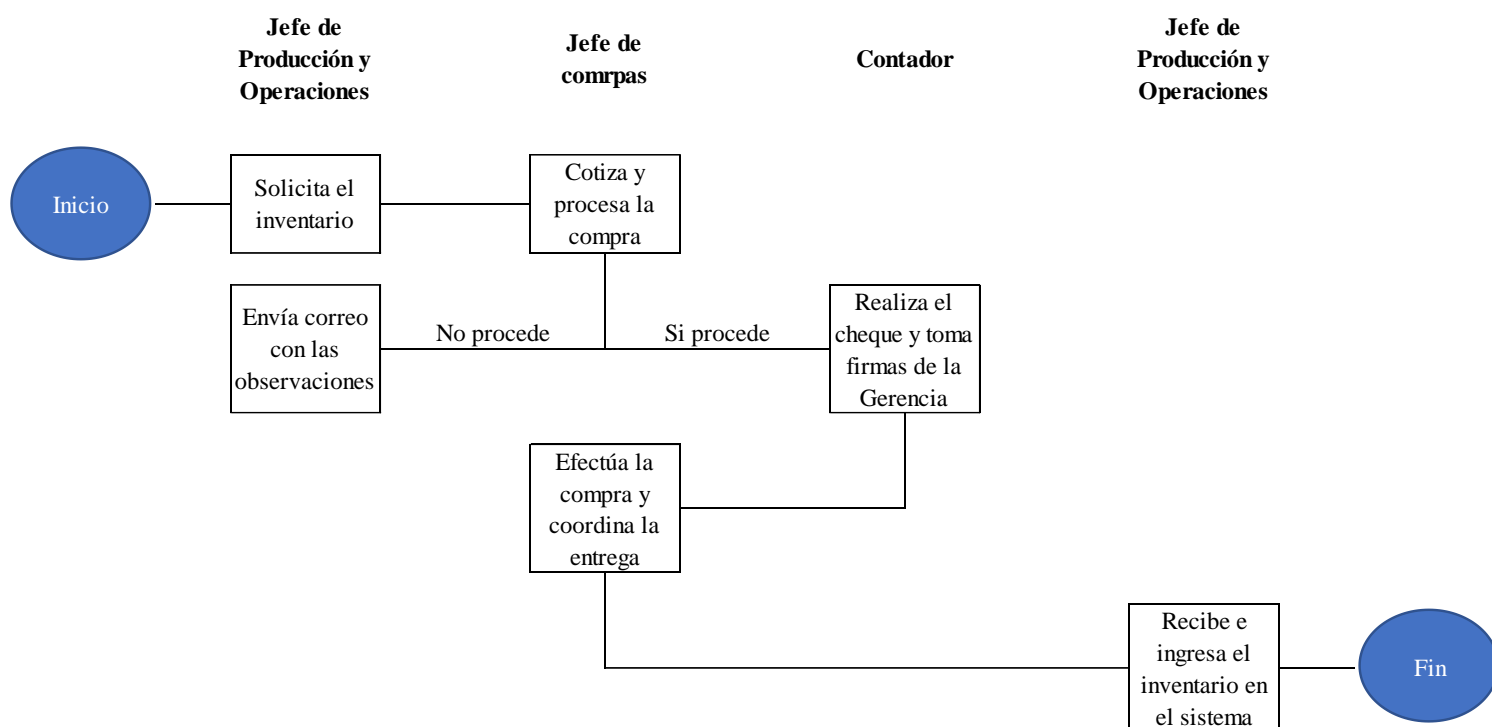 Jefe de
Producción y
Operaciones
Jefe de
comrpas
Contador
Jefe de
Producción y
Operaciones
Inicio
Solicita el
inventario
Cotiza y
procesa la
compra
Envía correo
con las
observaciones
No procede
Si procede
Realiza el
cheque y toma
firmas de la
Gerencia
Efectúa la
compra y
coordina la
entrega
Recibe e
ingresa el
inventario en
el sistema
Fin